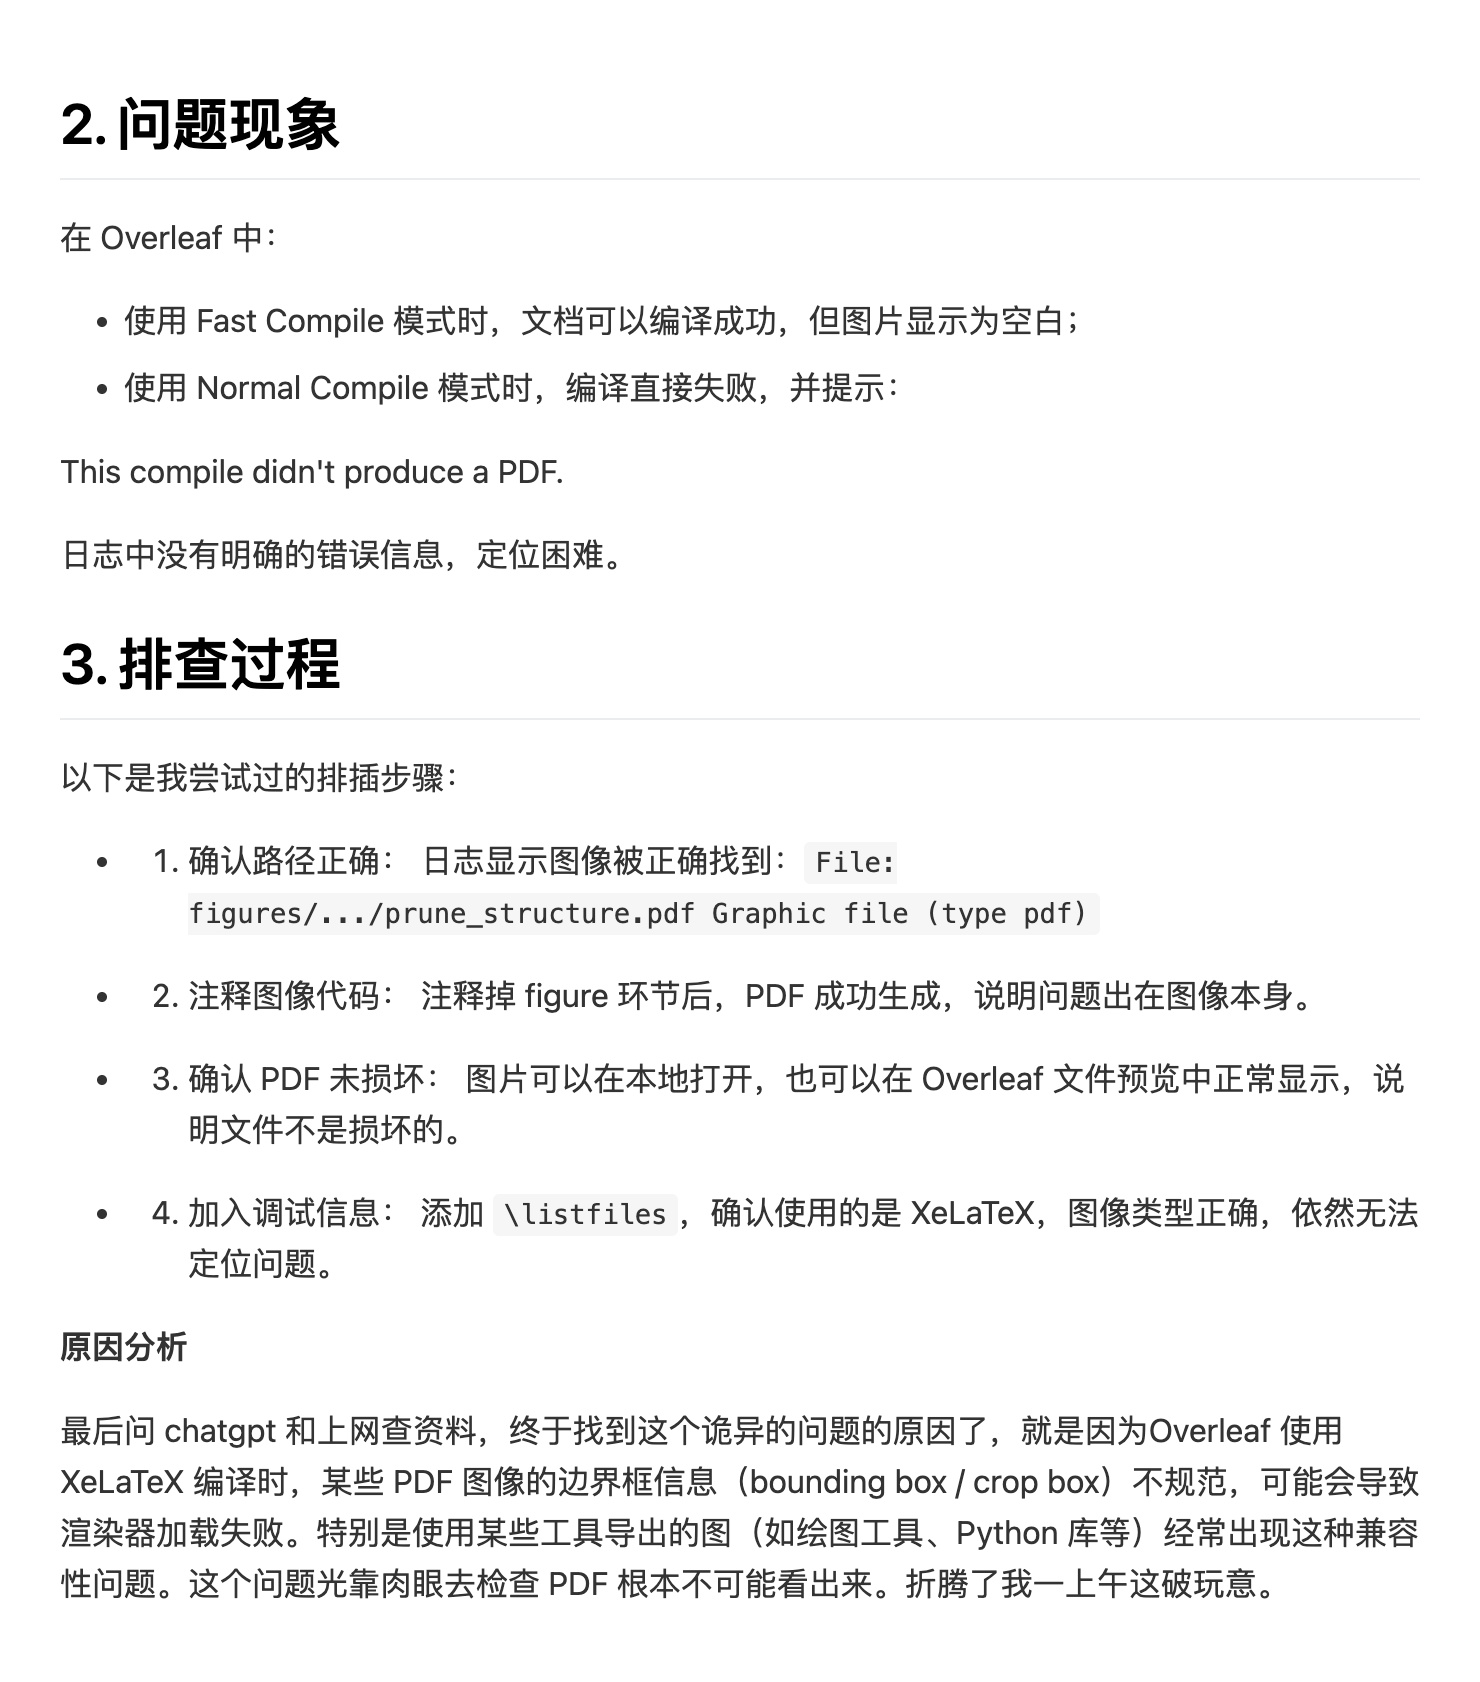 2. 问题现象
在 Overleaf 中：
• 使用 Fast Compile 模式时，文档可以编译成功，但图片显示为空白；
• 使用 Normal Compile 模式时，编译直接失败，并提示：
This compile didn't produce a PDF.
日志中没有明确的错误信息，定位困难。
3. 排查过程
以下是我尝试过的排插步骤：
• 1. 确认路径正确： 日志显示图像被正确找到： File:
figures/.../prune_structure.pdf Graphic file (type pdf)
• 2. 注释图像代码： 注释掉 figure 环节后，PDF 成功生成，说明问题出在图像本身。
• 3. 确认 PDF 未损坏： 图片可以在本地打开，也可以在 Overleaf 文件预览中正常显示，说
明文件不是损坏的。
• 4. 加入调试信息： 添加 \listfiles，确认使用的是 XeLaTeX，图像类型正确，依然无法
定位问题。
原因分析
最后问 chatgpt 和上网查资料，终于找到这个诡异的问题的原因了，就是因为Overleaf 使用
XeLaTeX 编译时，某些 PDF 图像的边界框信息（bounding box / crop box）不规范，可能会导致
渲染器加载失败。特别是使用某些工具导出的图（如绘图工具、Python 库等）经常出现这种兼容
性问题。这个问题光靠肉眼去检查 PDF 根本不可能看出来。折腾了我一上午这破玩意。